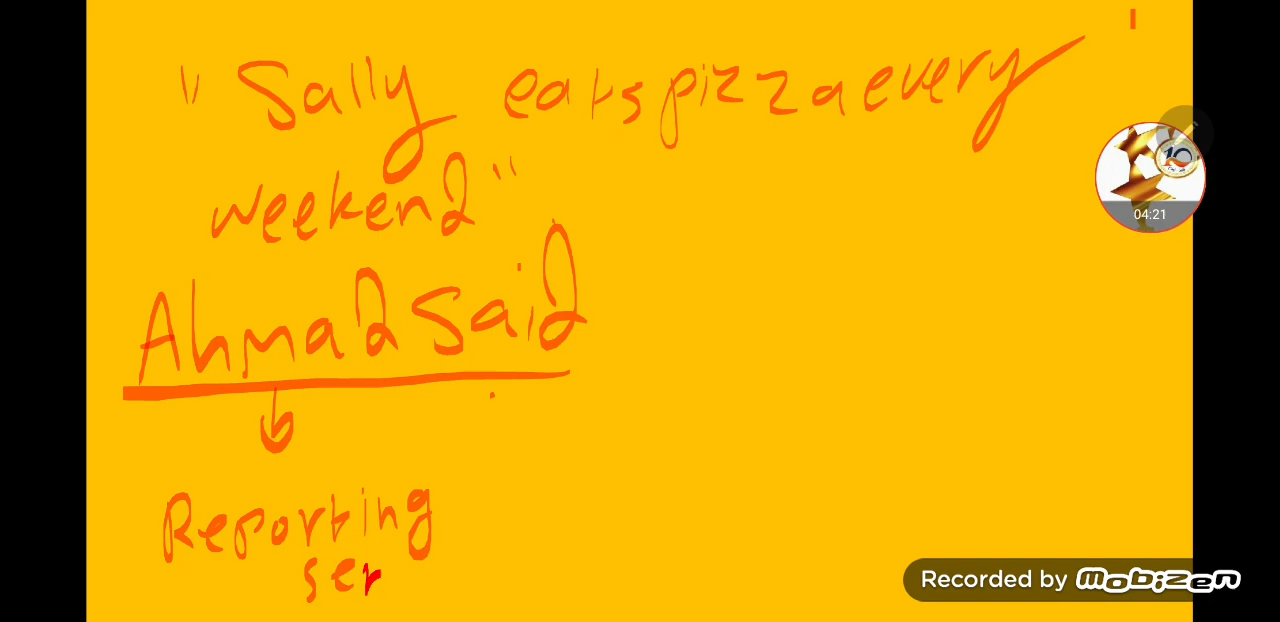 "Sally eats pizza every
weekend"
Ahmad Said
Reporting
ser
04:21
Recorded by Mobizen